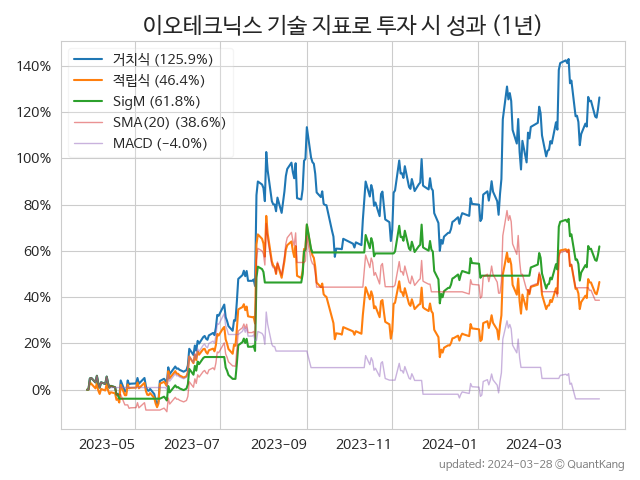 이오테크닉스 기술 지표로 투자 시 성과 (1년)
거치식 (125.9%)
적립식 (46.4%)
SigM (61.8%)
SMA(20) (38.6%)
MACD (−4.0%)
140%
120%
100%
80%
60%
40%
20%
0%
2023-05 2023-07 2023-09 2023-11 2024-01 2024-03
updated: 2024-03-28 © QuantKang